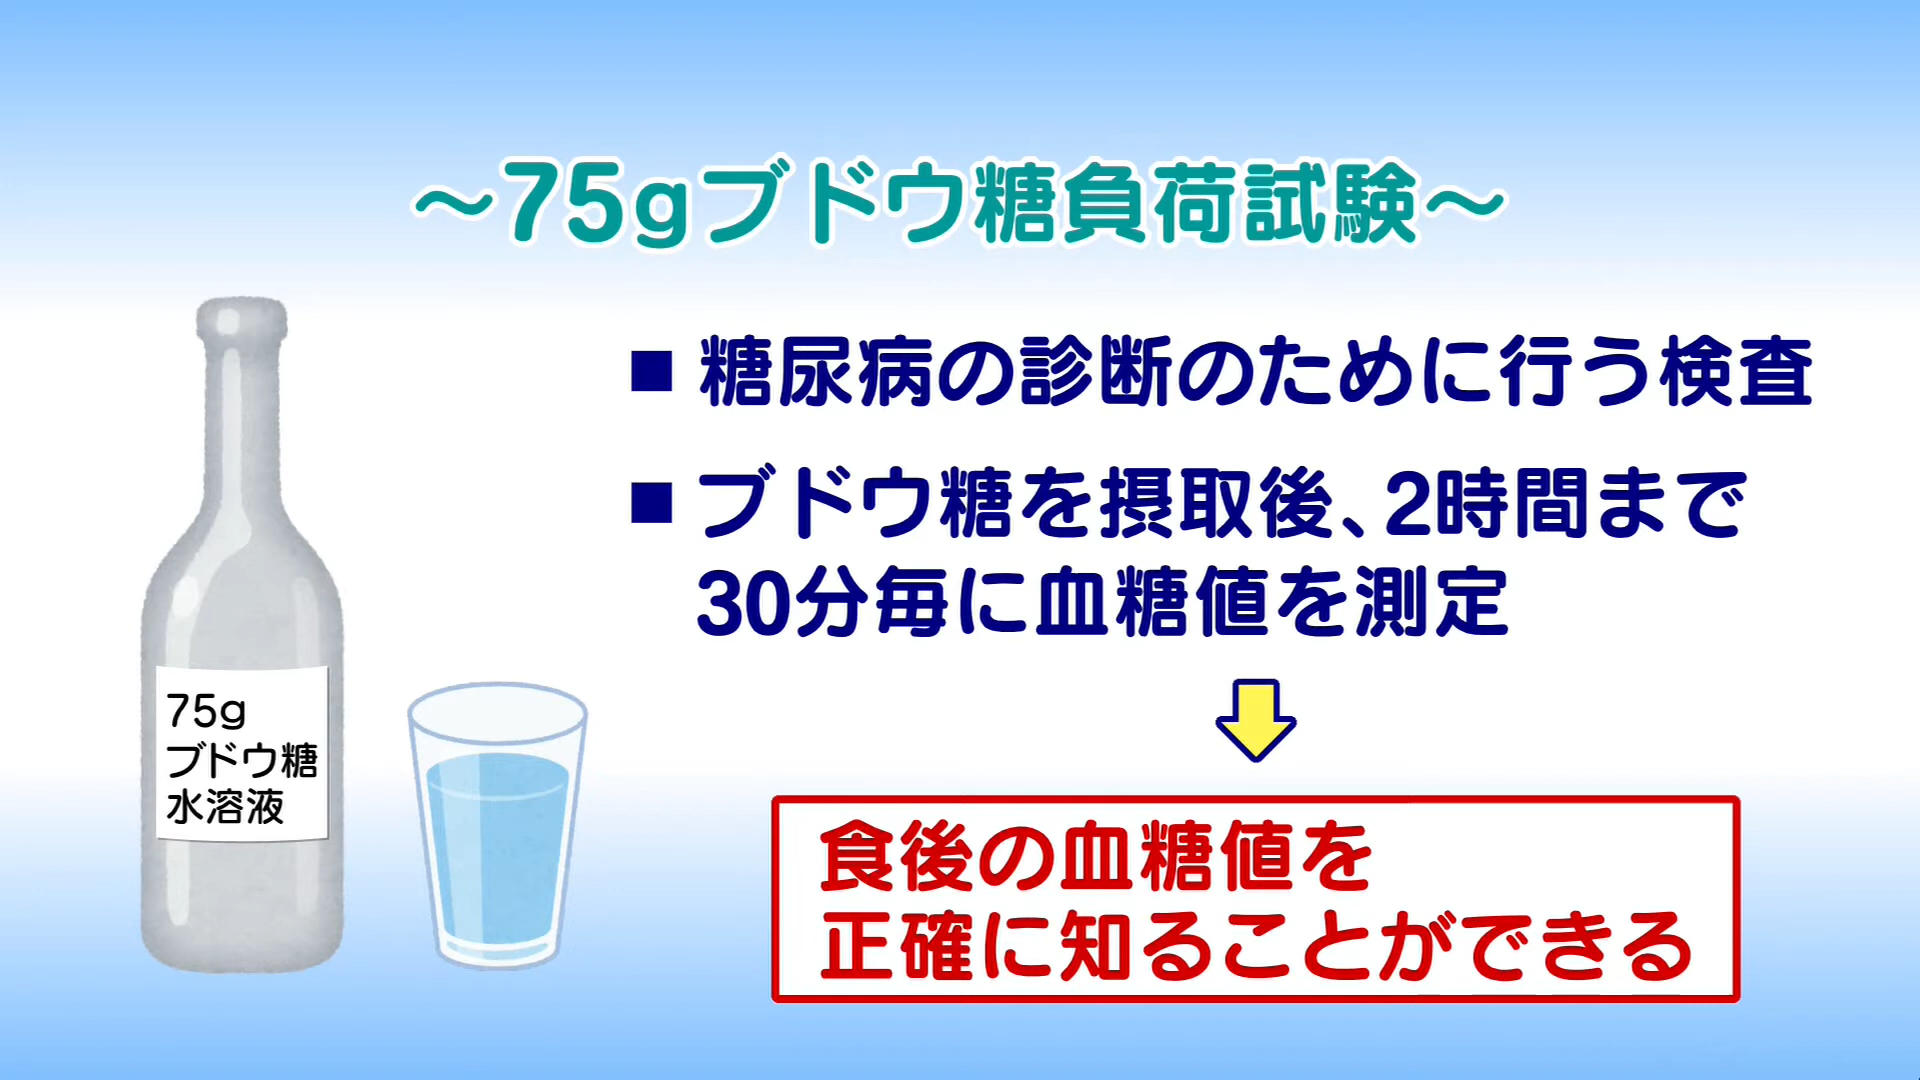 ～75gブドウ糖負荷試験～
■ 糖尿病の診断のために行う検査
■ ブドウ糖を摂取後、2時間まで
30分毎に血糖値を測定
食後の血糖値を
正確に知ることができる
75g
ブドウ糖
水溶液